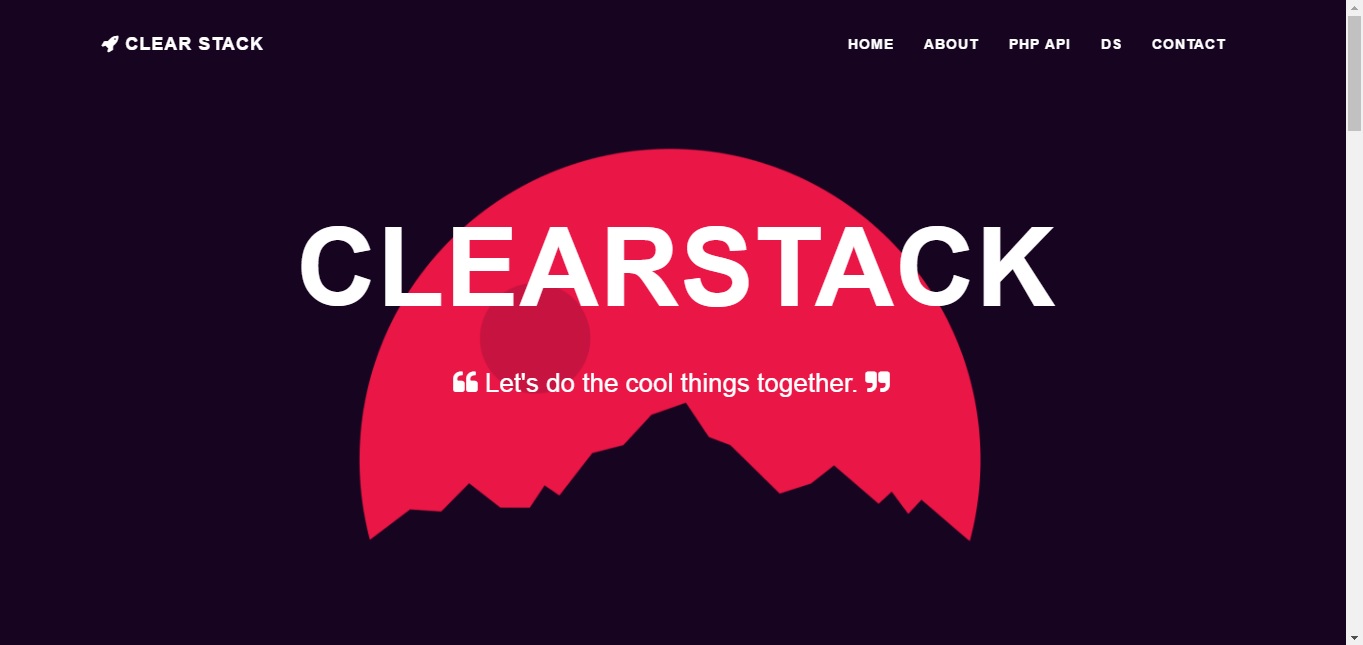 CLEAR STACK
HOME ABOUT PHP API DS CONTACT
CLEARSTACK
❝ Let's do the cool things together. ❞